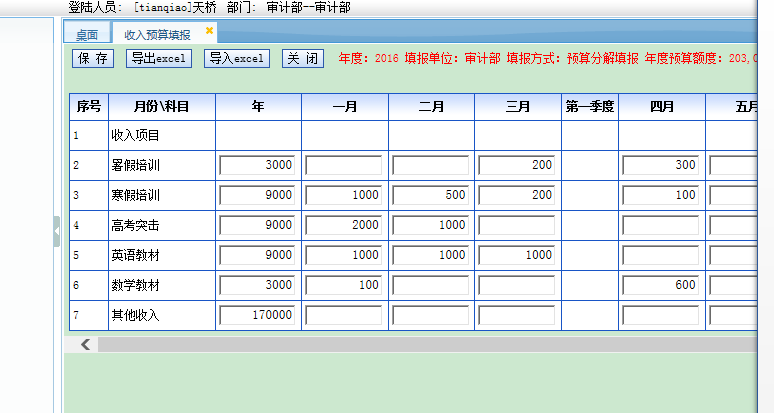 登陆人员: [tianqiao]天桥 部门: 审计部--审计部
桌面 收入预算填报
保 存 导出excel 导入excel 关 闭 年度: 2016 填报单位: 审计部 填报方式: 预算分解填报 年度预算额度: 203,
序号 月份\科目 年 一月 二月 三月 第一季度 四月 五月
1 收入项目
2 暑假培训 3000 200 300
3 寒假培训 9000 1000 500 200 100
4 高考突击 9000 2000 1000
5 英语教材 9000 1000 1000 1000
6 数学教材 3000 100 600
7 其他收入 170000